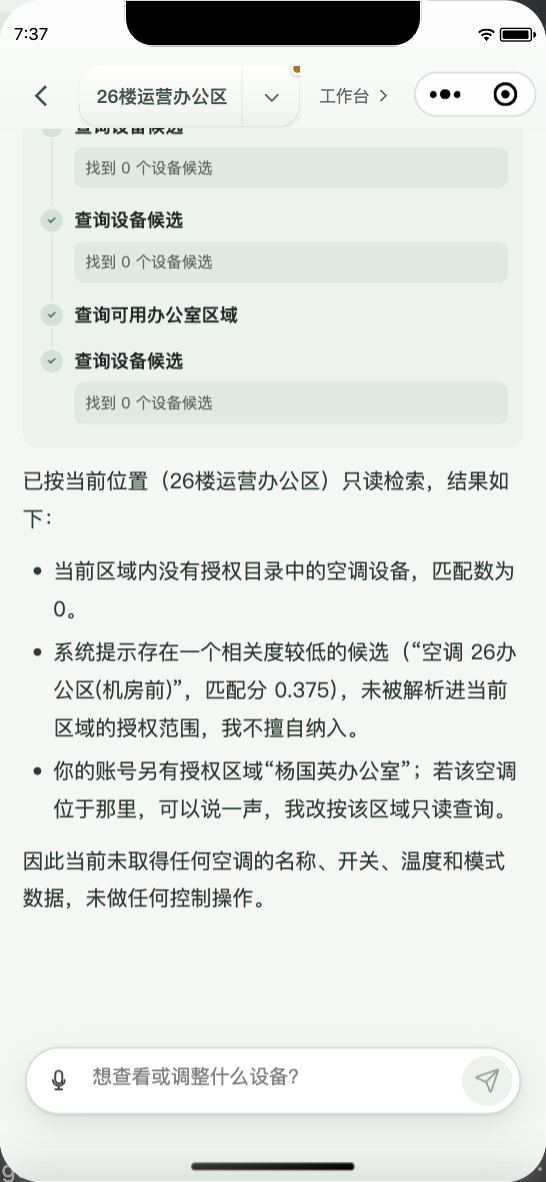 7:37
26楼运营办公区
工作台
查询设备候选
找到 0 个设备候选
查询设备候选
找到 0 个设备候选
查询可用办公室区域
查询设备候选
找到 0 个设备候选
已按当前位置（26楼运营办公区）只读检索，结果如
下：
• 当前区域内没有授权目录中的空调设备，匹配数为
0。
• 系统提示存在一个相关度较低的候选（“空调 26办
公区(机房前)”，匹配分 0.375），未被解析进当前
区域的授权范围，我不擅自纳入。
• 你的账号另有授权区域“杨国英办公室”；若该空调
位于那里，可以说一声，我改按该区域只读查询。
因此当前未取得任何空调的名称、开关、温度和模式
数据，未做任何控制操作。
想查看或调整什么设备?